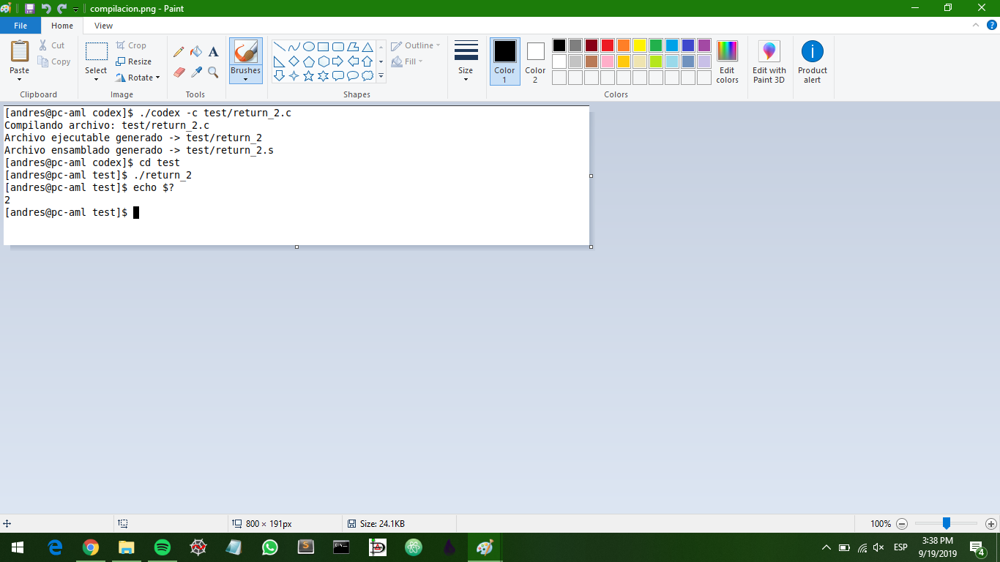 compilacion.png - Paint
File Home View
Paste
Cut
Copy
Clipboard
Select
Crop
Resize
Rotate
Image
A
Tools
Brushes
Shapes
Outline
Fill
Size
Color 1
Color 2
Colors
Edit colors
Edit with Paint 3D
Product alert
[andres@pc-aml codex]$ ./codex -c test/return_2.c
Compilando archivo: test/return_2.c
Archivo ejecutable generado -> test/return_2
Archivo ensamblado generado -> test/return_2.s
[andres@pc-aml codex]$ cd test
[andres@pc-aml test]$ ./return_2
[andres@pc-aml test]$ echo $?
2
[andres@pc-aml test]$
800 × 191px
Size: 24.1KB
100%
ESP
3:38 PM
9/19/2019
4